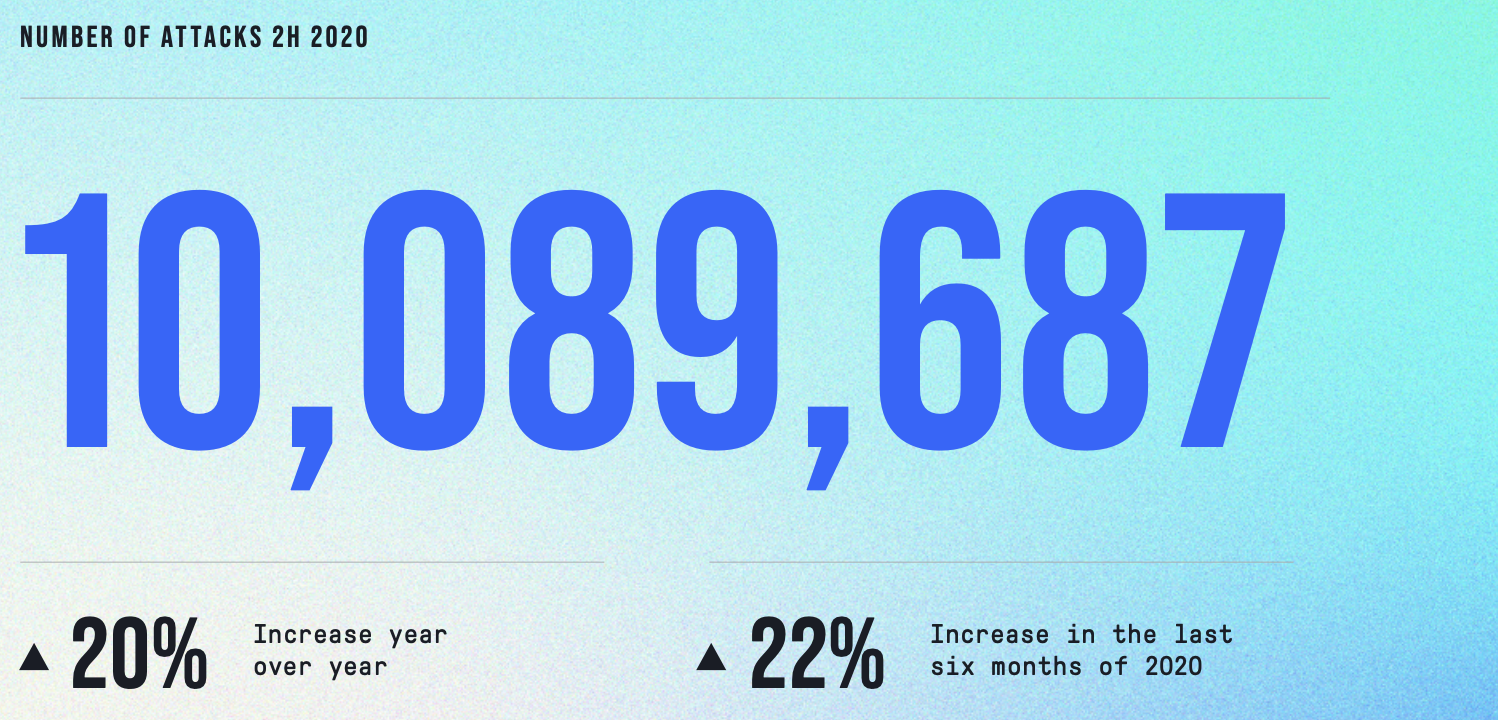 NUMBER OF ATTACKS 2H 2020
10,089,687
▲ 20% Increase year
over year
▲ 22% Increase in the last
six months of 2020